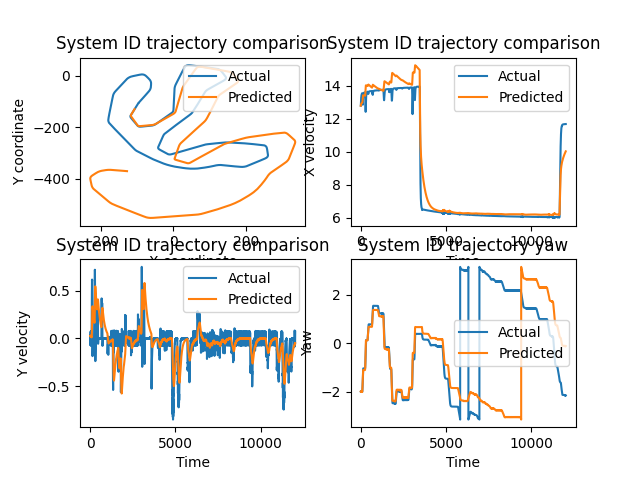 System ID trajectory comparison
System ID trajectory comparison
Y coordinate
0
−200
−400
Actual
Predicted
−200 0 200
X coordinate
X velocity
14
12
10
8
6
Actual
Predicted
0 5000 10000
Time
System ID trajectory comparison
System ID trajectory yaw
Y velocity
0.5
0.0
−0.5
Actual
Predicted
0 5000 10000
Time
Yaw
2
0
−2
Actual
Predicted
0 5000 10000
Time